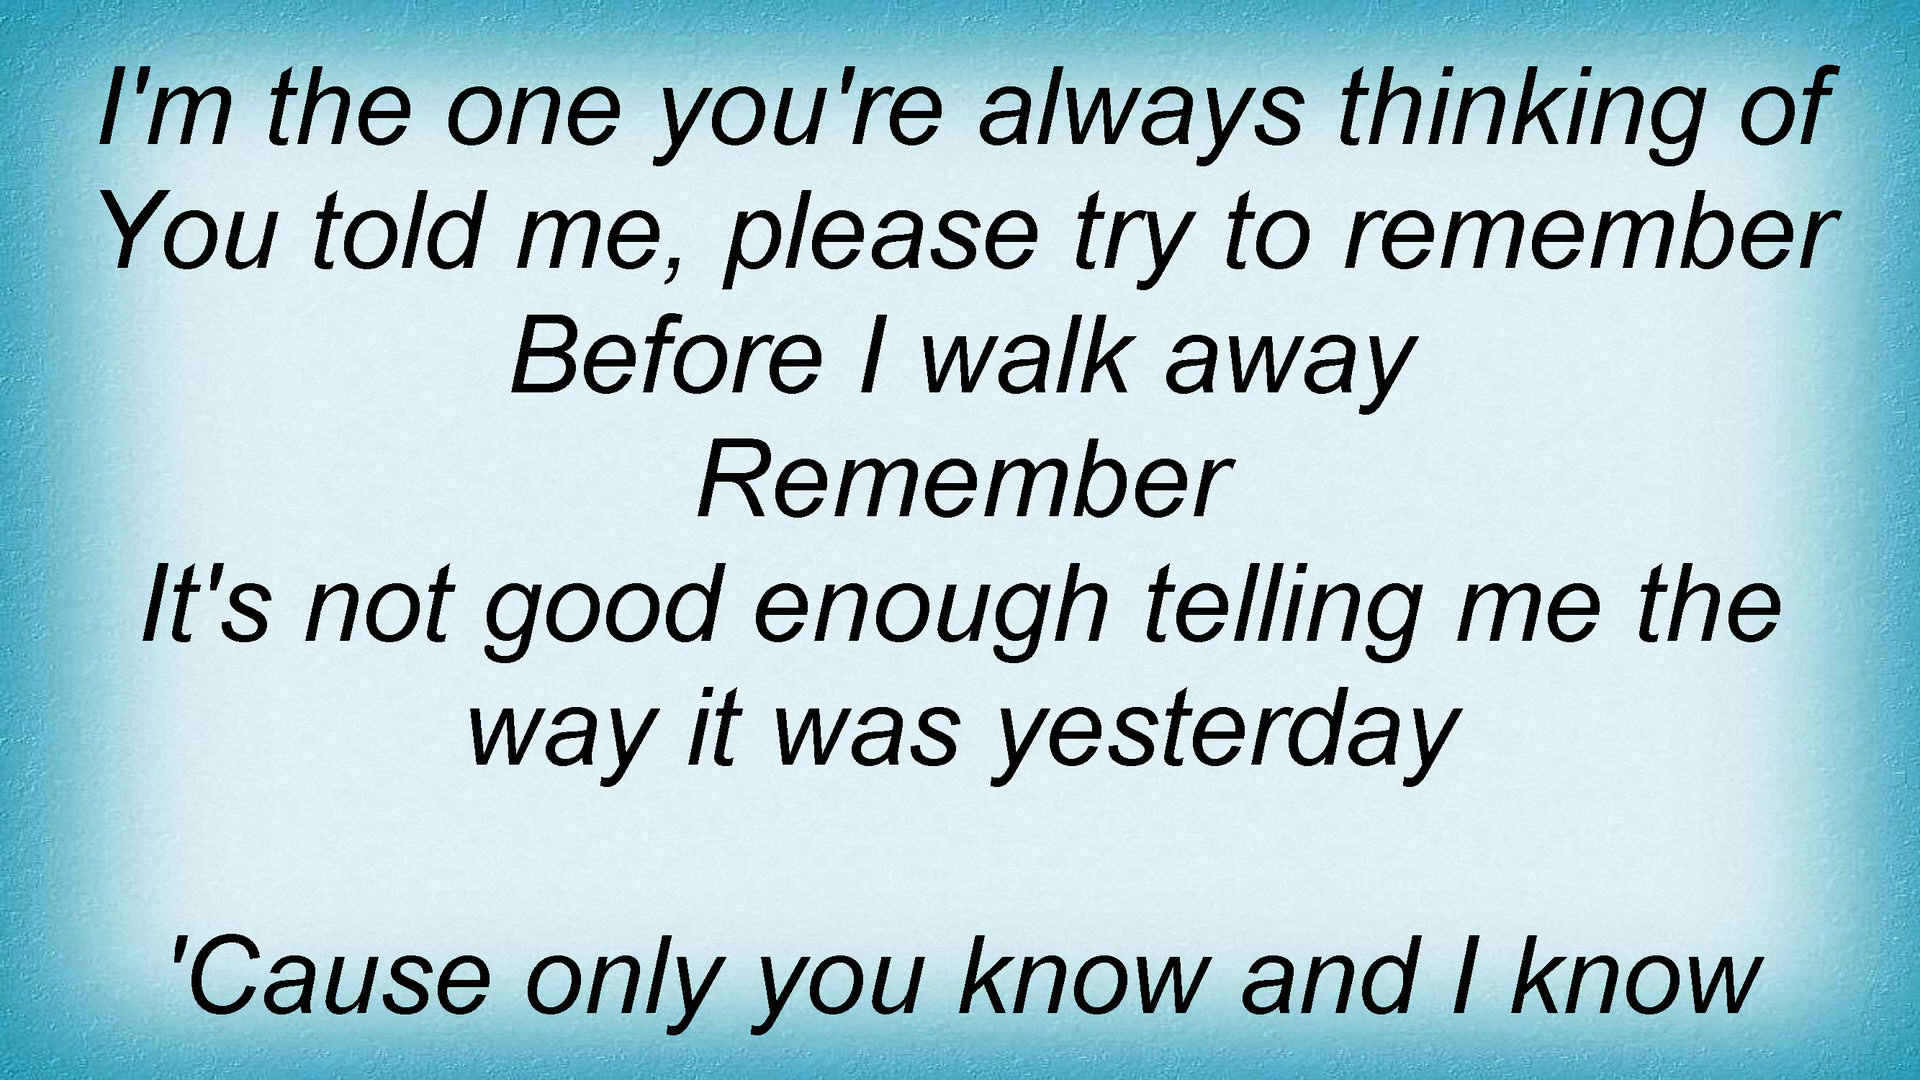 I'm the one you're always thinking of
You told me, please try to remember
Before I walk away
Remember
It's not good enough telling me the
way it was yesterday
'Cause only you know and I know